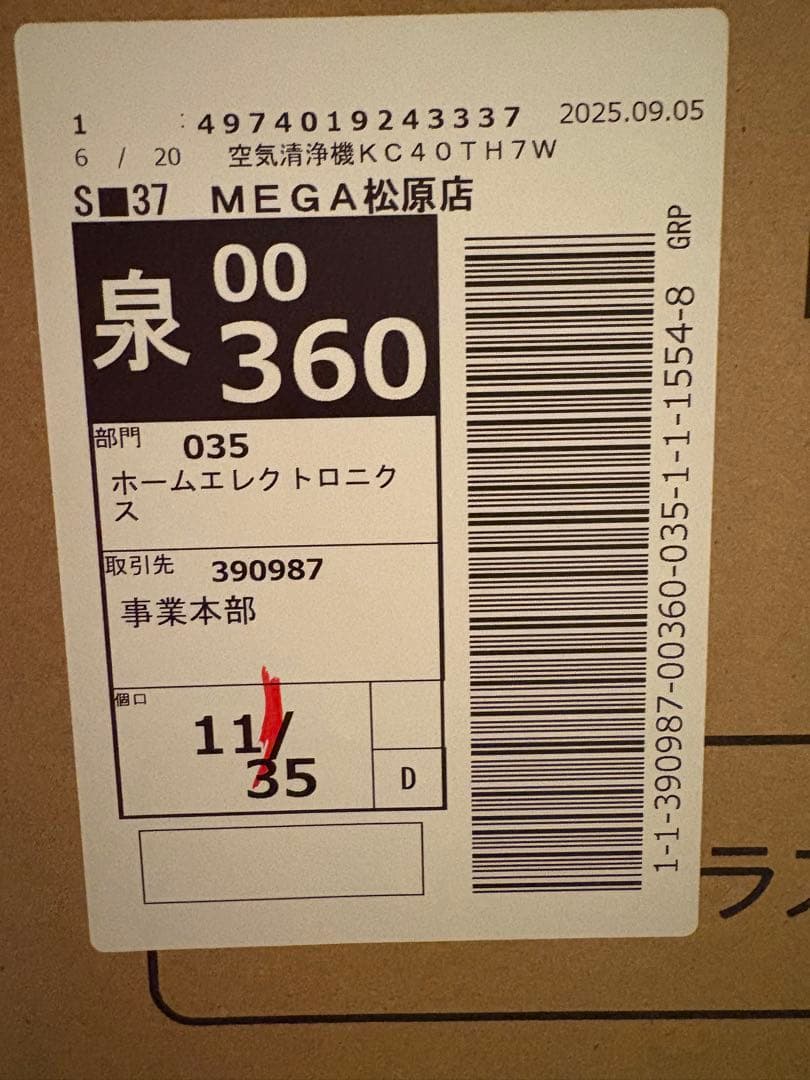 1 : 4974019243337 2025.09.05
6 / 20 空気清浄機KC40TH7W
S■37 MEGA松原店
泉 00
360
部門 035
ホームエレクトロニク
ス
取引先 390987
事業本部
個口
11/
35
D
GRP
1-1-390987-00360-035-1-1-1554-8
ラ